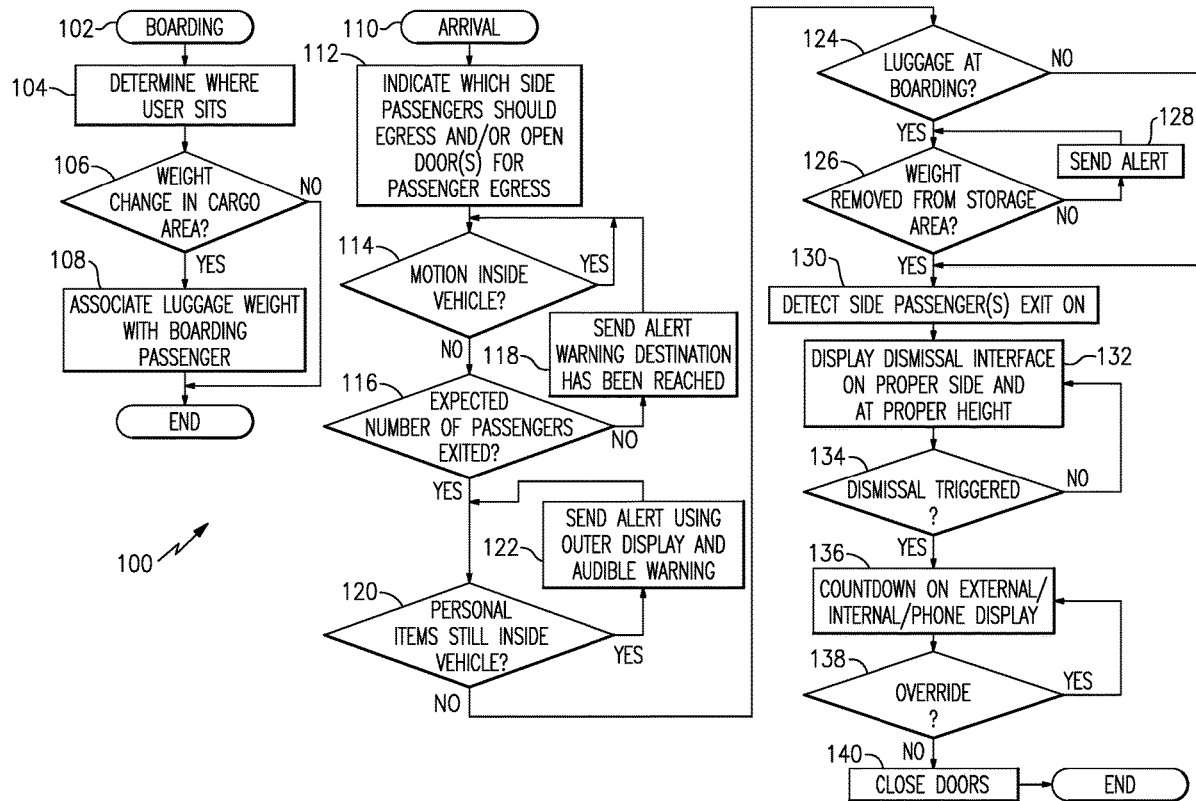 102
BOARDING
104
DETERMINE WHERE
USER SITS
106
WEIGHT
CHANGE IN CARGO
AREA?
NO
YES
108
ASSOCIATE LUGGAGE WEIGHT
WITH BOARDING
PASSENGER
END
100
110
ARRIVAL
112
INDICATE WHICH SIDE
PASSENGERS SHOULD
EGRESS AND/OR OPEN
DOOR(S) FOR
PASSENGER EGRESS
114
MOTION INSIDE
VEHICLE?
YES
NO
118
SEND ALERT
WARNING DESTINATION
HAS BEEN REACHED
116
EXPECTED
NUMBER OF PASSENGERS
EXITED?
NO
YES
122
SEND ALERT USING
OUTER DISPLAY AND
AUDIBLE WARNING
120
PERSONAL
ITEMS STILL INSIDE
VEHICLE?
YES
NO
124
LUGGAGE AT
BOARDING?
NO
YES
128
SEND ALERT
126
WEIGHT
REMOVED FROM STORAGE
AREA?
NO
YES
130
DETECT SIDE PASSENGER(S) EXIT ON
132
DISPLAY DISMISSAL INTERFACE
ON PROPER SIDE AND
AT PROPER HEIGHT
134
DISMISSAL TRIGGERED
?
NO
YES
136
COUNTDOWN ON EXTERNAL/
INTERNAL/PHONE DISPLAY
138
OVERRIDE
?
YES
NO
140
CLOSE DOORS
END